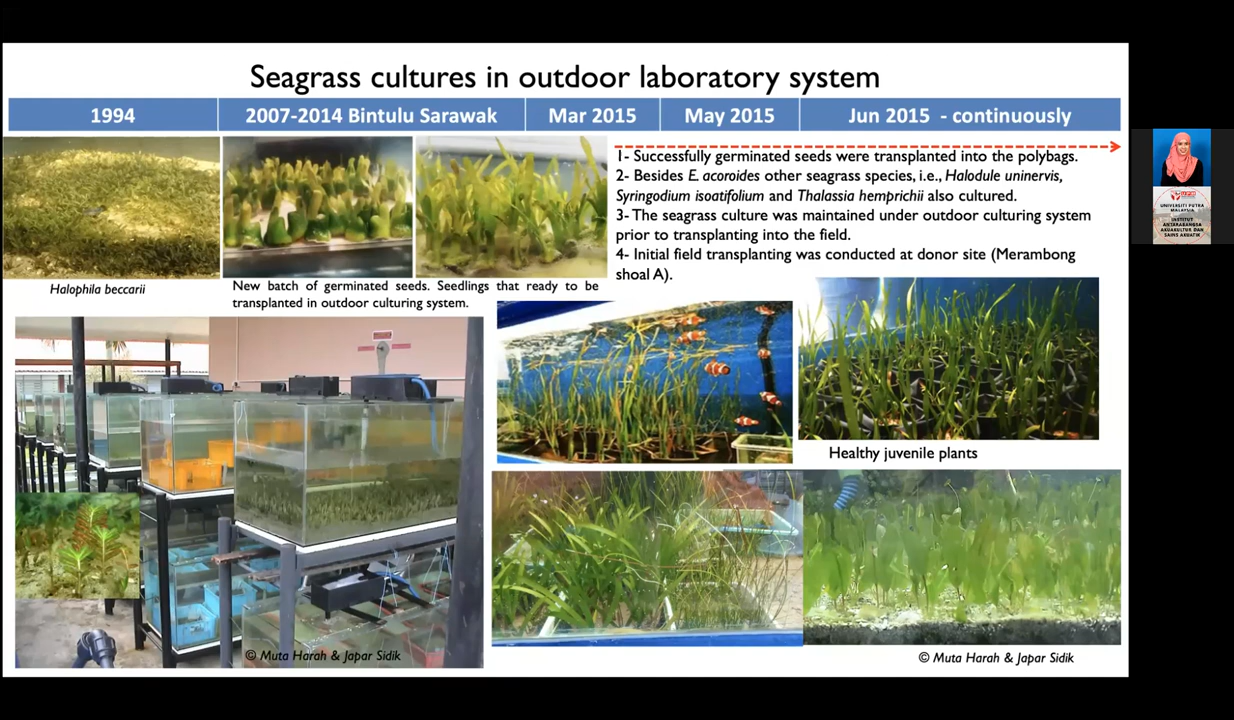 Seagrass cultures in outdoor laboratory system
1994
2007-2014 Bintulu Sarawak
Mar 2015
May 2015
Jun 2015 - continuously
1- Successfully germinated seeds were transplanted into the polybags.
2- Besides E. acoroides other seagrass species, i.e., Halodule uninervis,
Syringodium isoatifolium and Thalassia hemprichii also cultured.
3- The seagrass culture was maintained under outdoor culturing system
prior to transplanting into the field.
4- Initial field transplanting was conducted at donor site (Merambong
shoal A).
Halophila beccarii
New batch of germinated seeds. Seedlings that ready to be
transplanted in outdoor culturing system.
Healthy juvenile plants
© Muta Harah & Japar Sidik
© Muta Harah & Japar Sidik
UNIVERSITI PUTRA
MALAYSIA
INSTITUT
ANTARABANGSA
AKUAKULTUR DAN
SAINS AKUATIK